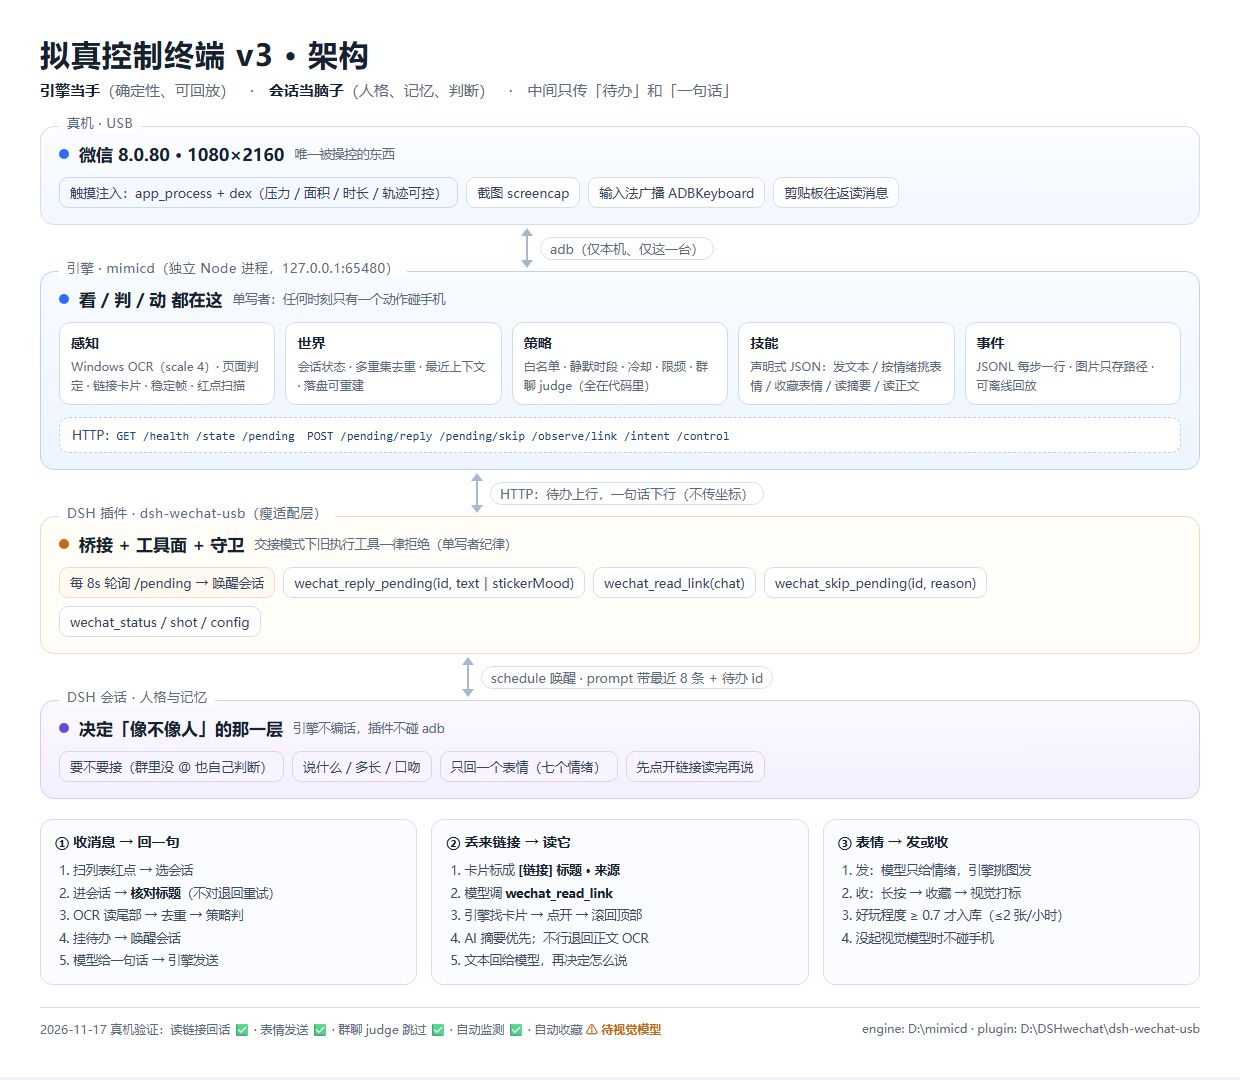 拟真控制终端 v3 • 架构
引擎当手（确定性、可回放） · 会话当脑子（人格、记忆、判断） · 中间只传「待办」和「一句话」
真机 · USB
微信 8.0.80 • 1080×2160 唯一被操控的东西
触摸注入：app_process + dex（压力 / 面积 / 时长 / 轨迹可控）
截图 screencap
输入法广播 ADBKeyboard
剪贴板往返读消息
adb（仅本机、仅这一台）
引擎 · mimicd（独立 Node 进程，127.0.0.1:65480）
看 / 判 / 动 都在这 单写者：任何时刻只有一个动作碰手机
感知
Windows OCR（scale 4） · 页面判
定 · 链接卡片 · 稳定帧 · 红点扫描
世界
会话状态 · 多重集去重 · 最近上下文
· 落盘可重建
策略
白名单 · 静默时段 · 冷却 · 限频 · 群
聊 judge（全在代码里）
技能
声明式 JSON：发文本 / 按情绪挑表
情 / 收藏表情 / 读摘要 / 读正文
事件
JSONL 每步一行 · 图片只存路径 ·
可离线回放
HTTP：GET /health /state /pending POST /pending/reply /pending/skip /observe/link /intent /control
HTTP：待办上行，一句话下行（不传坐标）
DSH 插件 · dsh-wechat-usb（瘦适配层）
桥接 + 工具面 + 守卫 交接模式下旧执行工具一律拒绝（单写者纪律）
每 8s 轮询 /pending → 唤醒会话
wechat_reply_pending(id, text | stickerMood)
wechat_read_link(chat)
wechat_skip_pending(id, reason)
wechat_status / shot / config
schedule 唤醒 · prompt 带最近 8 条 + 待办 id
DSH 会话 · 人格与记忆
决定「像不像人」的那一层 引擎不编话，插件不碰 adb
要不要接（群里没 @ 也自己判断）
说什么 / 多长 / 口吻
只回一个表情（七个情绪）
先点开链接读完再说
① 收消息 → 回一句
1. 扫列表红点 → 选会话
2. 进会话 → 核对标题（不对退回重试）
3. OCR 读尾部 → 去重 → 策略判
4. 挂待办 → 唤醒会话
5. 模型给一句话 → 引擎发送
② 丢来链接 → 读它
1. 卡片标成 [链接] 标题 • 来源
2. 模型调 wechat_read_link
3. 引擎找卡片 → 点开 → 滚回顶部
4. AI 摘要优先；不行退回正文 OCR
5. 文本回给模型，再决定怎么说
③ 表情 → 发或收
1. 发：模型只给情绪，引擎挑图发
2. 收：长按 → 收藏 → 视觉打标
3. 好玩程度 ≥ 0.7 才入库（≤2 张/小时）
4. 没起视觉模型时不碰手机
2026-11-17 真机验证：读链接回话 ✅ · 表情发送 ✅ · 群聊 judge 跳过 ✅ · 自动监测 ✅ · 自动收藏 ⚠ 待视觉模型
engine: D:\mimicd · plugin: D:\DSHwechat\dsh-wechat-usb